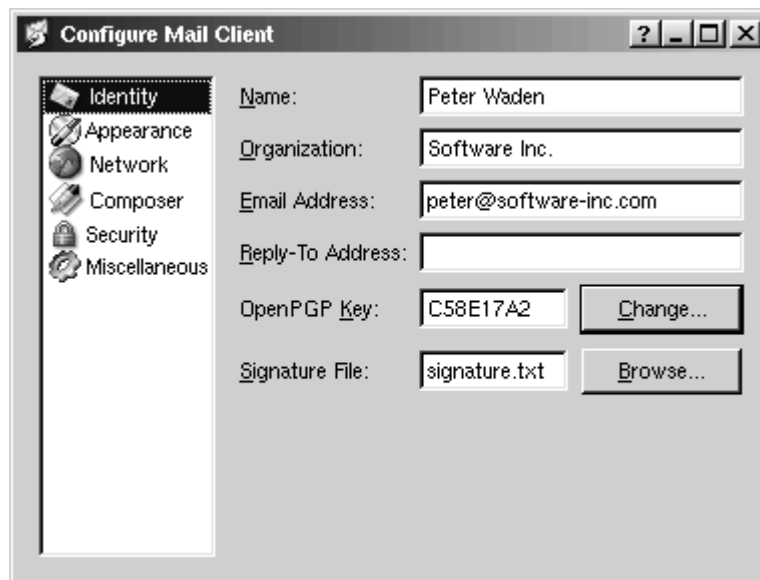 Configure Mail Client
Identity
Appearance
Network
Composer
Security
Miscellaneous
Name: Peter Waden
Organization: Software Inc.
Email Address: peter@software-inc.com
Reply-To Address:
OpenPGP Key: C58E17A2 Change...
Signature File: signature.txt Browse...